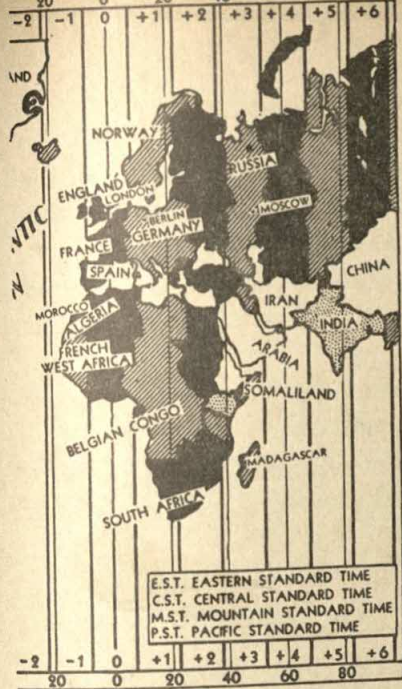 20 0 20 40
-2 -1 0 +1 +2 +3 +4 +5 +6
AND
NORWAY
RUSSIA
ENGLAND
LONDON
MOSCOW
BERLIN
GERMANY
FRANCE
CHINA
SPAIN
IRAN
MOROCCO
ALGERIA
INDIA
ARABIA
FRENCH
WEST AFRICA
SOMALILAND
BELGIAN CONGO
MADAGASCAR
SOUTH AFRICA
E.S.T. EASTERN STANDARD TIME
C.S.T. CENTRAL STANDARD TIME
M.S.T. MOUNTAIN STANDARD TIME
P.S.T. PACIFIC STANDARD TIME
-2 -1 0 +1 +2 +3 +4 +5 +6
20 0 20 40 60 80